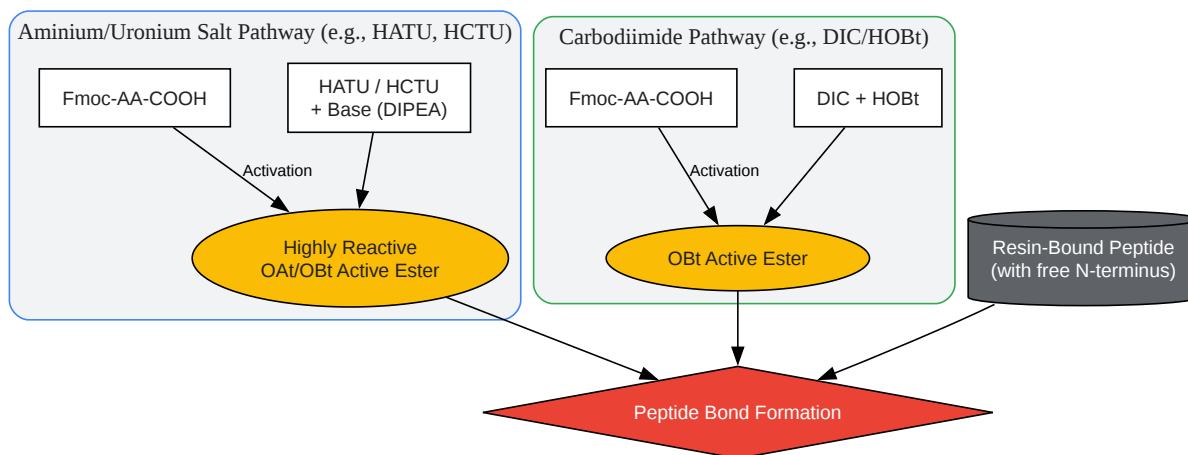 Aminium/Uronium Salt Pathway (e.g., HATU, HCTU)
Carbodiimide Pathway (e.g., DIC/HOBt)
Fmoc-AA-COOH
HATU / HCTU
+ Base (DIPEA)
Fmoc-AA-COOH
DIC + HOBt
Activation
Activation
Highly Reactive
OAt/OBt Active Ester
OBt Active Ester
Resin-Bound Peptide
(with free N-terminus)
Peptide Bond Formation